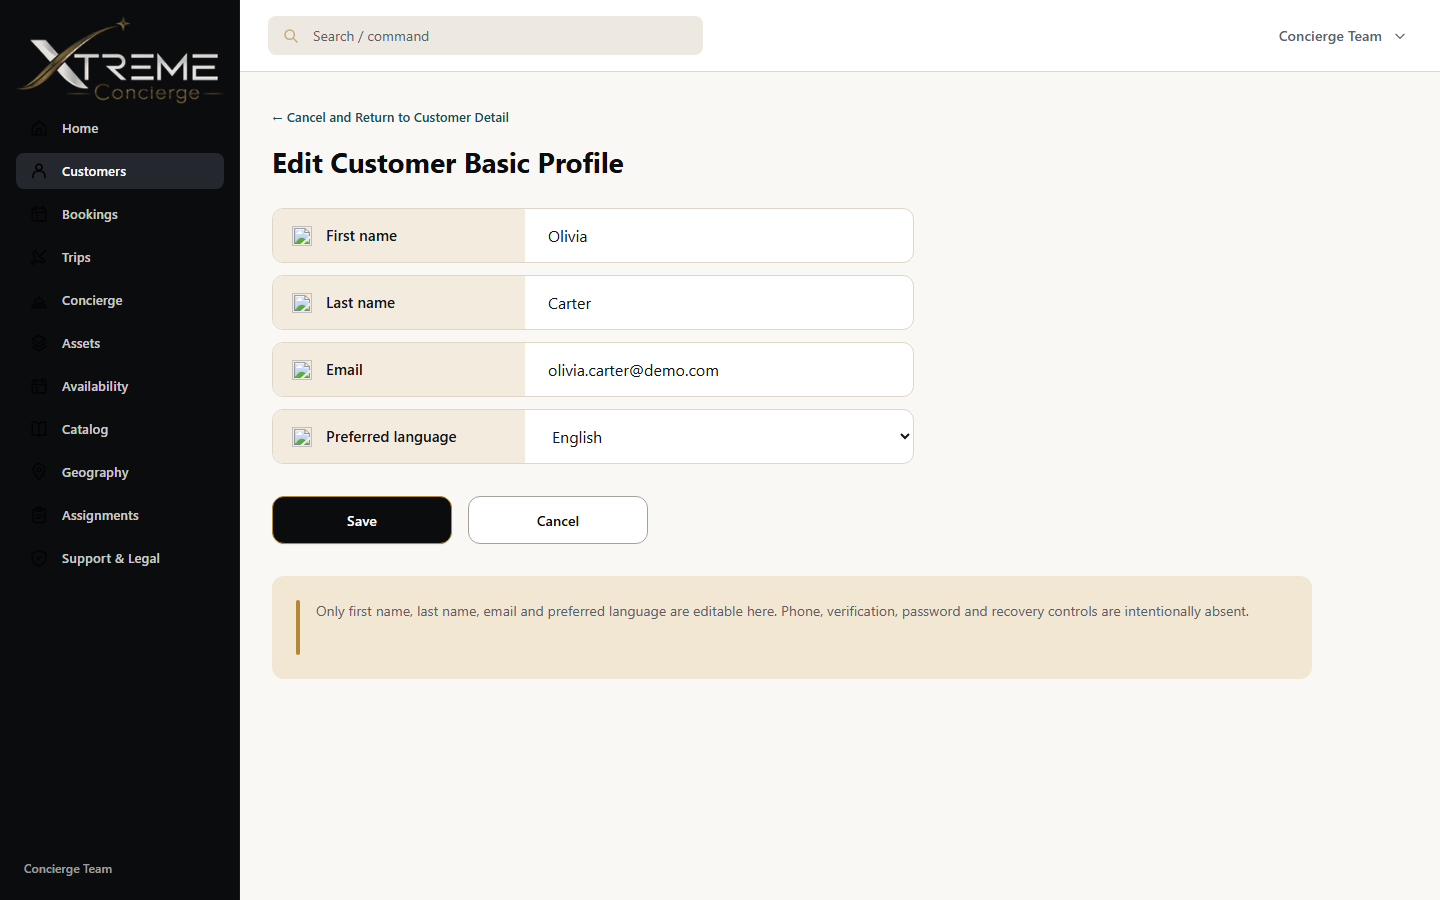 XTREME
Concierge
Home
Customers
Bookings
Trips
Concierge
Assets
Availability
Catalog
Geography
Assignments
Support & Legal
Concierge Team
Search / command
Concierge Team
← Cancel and Return to Customer Detail
Edit Customer Basic Profile
First name
Olivia
Last name
Carter
Email
olivia.carter@demo.com
Preferred language
English
Save
Cancel
Only first name, last name, email and preferred language are editable here. Phone, verification, password and recovery controls are intentionally absent.